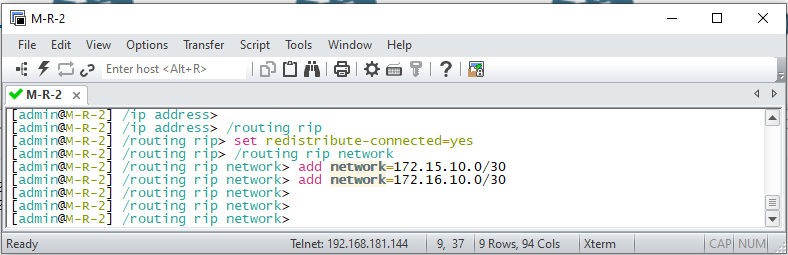 M-R-2
File Edit View Options Transfer Script Tools Window Help
Enter host <Alt+R>
M-R-2
[admin@M-R-2] /ip address>
[admin@M-R-2] /ip address> /routing rip
[admin@M-R-2] /routing rip> set redistribute-connected=yes
[admin@M-R-2] /routing rip> /routing rip network
[admin@M-R-2] /routing rip network> add network=172.15.10.0/30
[admin@M-R-2] /routing rip network> add network=172.16.10.0/30
[admin@M-R-2] /routing rip network>
[admin@M-R-2] /routing rip network>
[admin@M-R-2] /routing rip network>
Ready Telnet: 192.168.181.144 9, 37 9 Rows, 94 Cols Xterm CAP NUM